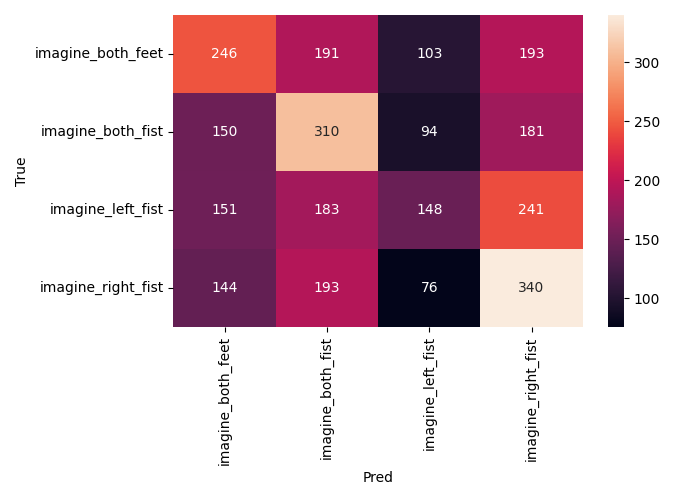 imagine_both_feet 246 191 103 193
imagine_both_fist 150 310 94 181
imagine_left_fist 151 183 148 241
imagine_right_fist 144 193 76 340
True
imagine_both_feet
imagine_both_fist
imagine_left_fist
imagine_right_fist
Pred
300
250
200
150
100